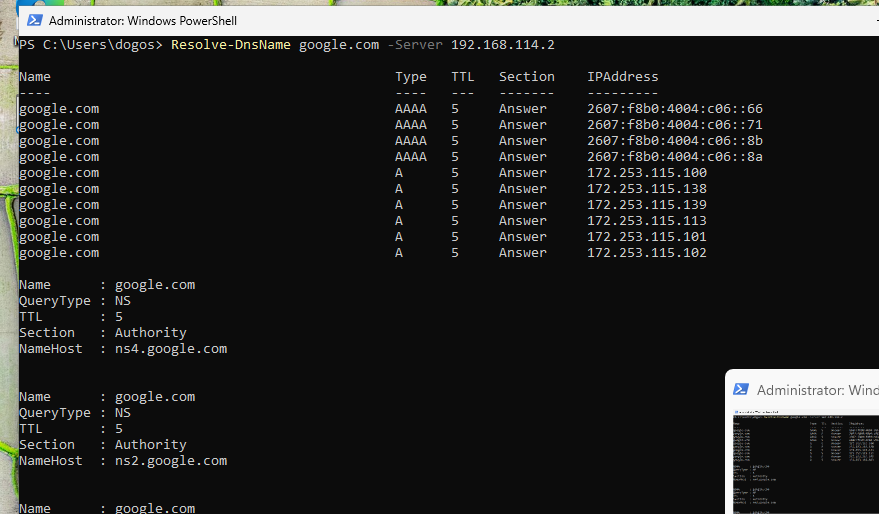 Administrator: Windows PowerShell
PS C:\Users\dogos> Resolve-DnsName google.com -Server 192.168.114.2
Name Type TTL Section IPAddress
---- ---- --- ------- ---------
google.com AAAA 5 Answer 2607:f8b0:4004:c06::66
google.com AAAA 5 Answer 2607:f8b0:4004:c06::71
google.com AAAA 5 Answer 2607:f8b0:4004:c06::8b
google.com AAAA 5 Answer 2607:f8b0:4004:c06::8a
google.com A 5 Answer 172.253.115.100
google.com A 5 Answer 172.253.115.138
google.com A 5 Answer 172.253.115.139
google.com A 5 Answer 172.253.115.113
google.com A 5 Answer 172.253.115.101
google.com A 5 Answer 172.253.115.102
Name : google.com
QueryType : NS
TTL : 5
Section : Authority
NameHost : ns4.google.com
Name : google.com
QueryType : NS
TTL : 5
Section : Authority
NameHost : ns2.google.com
Name : google.com
Administrator: Wind